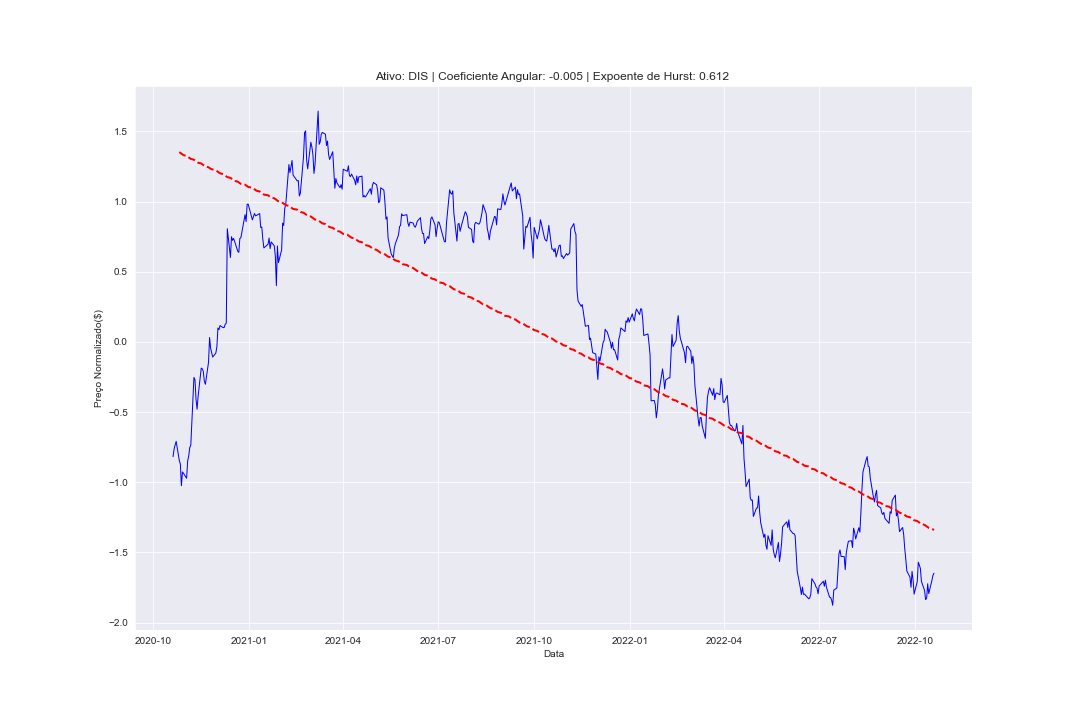 Ativo: DIS | Coeficiente Angular: -0.005 | Expoente de Hurst: 0.612
Preço Normalizado($)
1.5
1.0
0.5
0.0
−0.5
−1.0
−1.5
−2.0
2020-10 2021-01 2021-04 2021-07 2021-10 2022-01 2022-04 2022-07 2022-10
Data